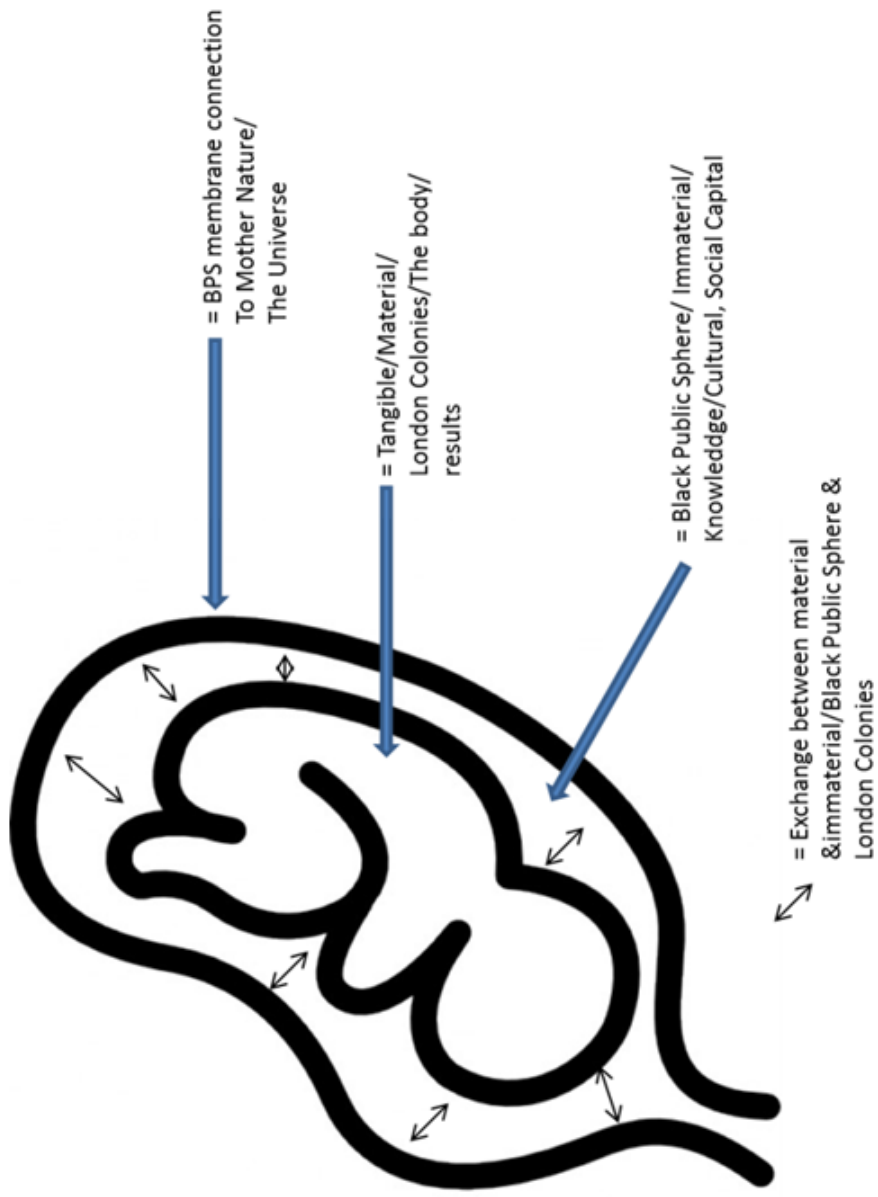 = BPS membrane connection
To Mother Nature/
The Universe
= Tangible/Material/
London Colonies/The body/
results
= Black Public Sphere/ Immaterial/
Knowleddge/Cultural, Social Capital
= Exchange between material
&immaterial/Black Public Sphere &
London Colonies